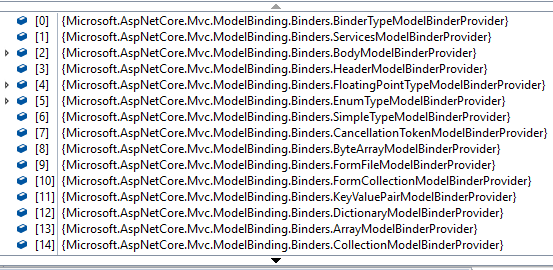 [0] {Microsoft.AspNetCore.Mvc.ModelBinding.Binders.BinderTypeModelBinderProvider}
[1] {Microsoft.AspNetCore.Mvc.ModelBinding.Binders.ServicesModelBinderProvider}
[2] {Microsoft.AspNetCore.Mvc.ModelBinding.Binders.BodyModelBinderProvider}
[3] {Microsoft.AspNetCore.Mvc.ModelBinding.Binders.HeaderModelBinderProvider}
[4] {Microsoft.AspNetCore.Mvc.ModelBinding.Binders.FloatingPointTypeModelBinderProvider}
[5] {Microsoft.AspNetCore.Mvc.ModelBinding.Binders.EnumTypeModelBinderProvider}
[6] {Microsoft.AspNetCore.Mvc.ModelBinding.Binders.SimpleTypeModelBinderProvider}
[7] {Microsoft.AspNetCore.Mvc.ModelBinding.Binders.CancellationTokenModelBinderProvider}
[8] {Microsoft.AspNetCore.Mvc.ModelBinding.Binders.ByteArrayModelBinderProvider}
[9] {Microsoft.AspNetCore.Mvc.ModelBinding.Binders.FormFileModelBinderProvider}
[10] {Microsoft.AspNetCore.Mvc.ModelBinding.Binders.FormCollectionModelBinderProvider}
[11] {Microsoft.AspNetCore.Mvc.ModelBinding.Binders.KeyValuePairModelBinderProvider}
[12] {Microsoft.AspNetCore.Mvc.ModelBinding.Binders.DictionaryModelBinderProvider}
[13] {Microsoft.AspNetCore.Mvc.ModelBinding.Binders.ArrayModelBinderProvider}
[14] {Microsoft.AspNetCore.Mvc.ModelBinding.Binders.CollectionModelBinderProvider}